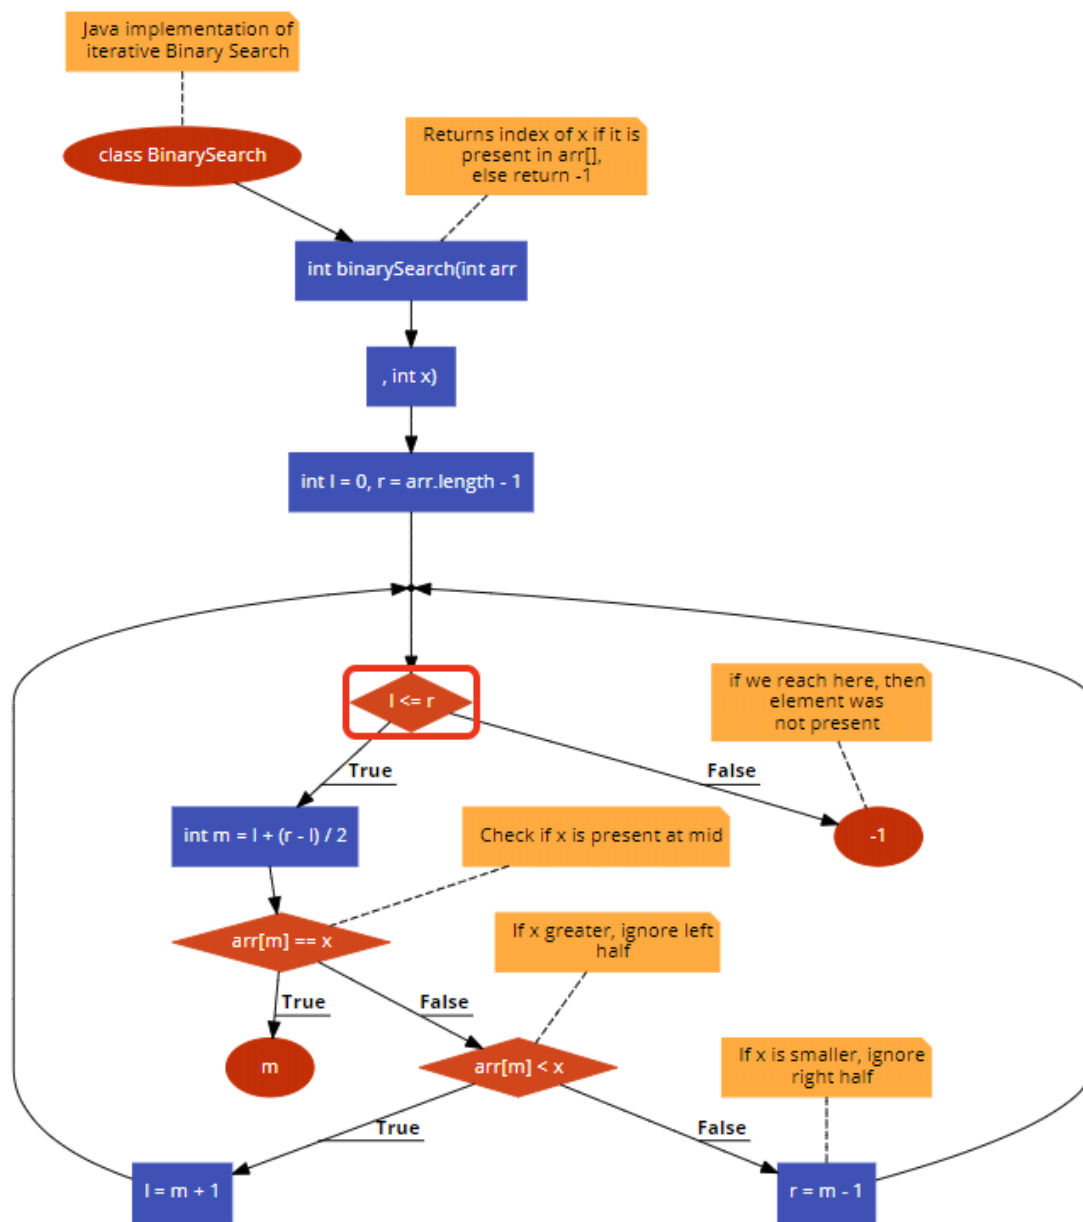 Java implementation of
iterative Binary Search
class BinarySearch
Returns index of x if it is
present in arr[],
else return -1
int binarySearch(int arr
, int x)
int l = 0, r = arr.length - 1
l <= r
if we reach here, then
element was
not present
True
False
int m = l + (r - l) / 2
Check if x is present at mid
-1
arr[m] == x
If x greater, ignore left
half
True
False
m
arr[m] < x
If x is smaller, ignore
right half
True
False
l = m + 1
r = m - 1